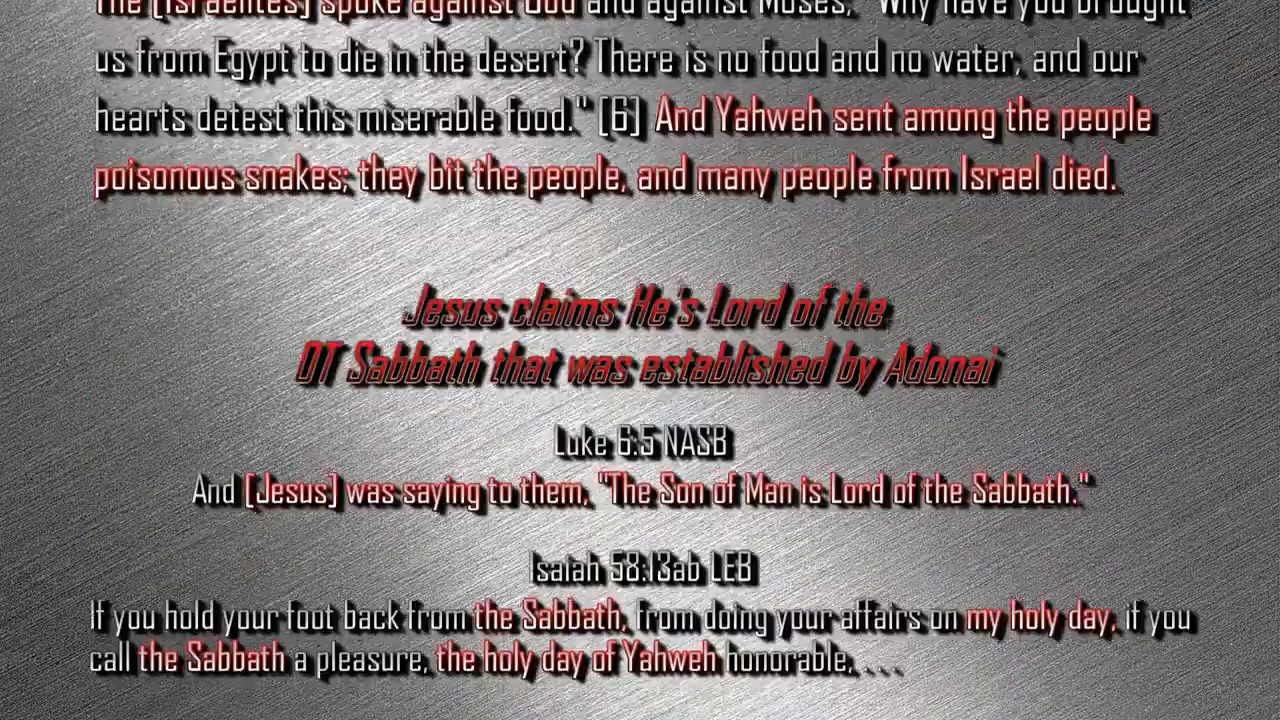 The [Israelites] spoke against God and against Moses, "Why have you brought
us from Egypt to die in the desert? There is no food and no water, and our
hearts detest this miserable food." [6] And Yahweh sent among the people
poisonous snakes; they bit the people, and many people from Israel died.
Jesus claims He's Lord of the
OT Sabbath that was established by Adonai
Luke 6:5 NASB
And [Jesus] was saying to them, "The Son of Man is Lord of the Sabbath."
Isaiah 58:13ab LEB
If you hold your foot back from the Sabbath, from doing your affairs on my holy day, if you
call the Sabbath a pleasure, the holy day of Yahweh honorable, . . .